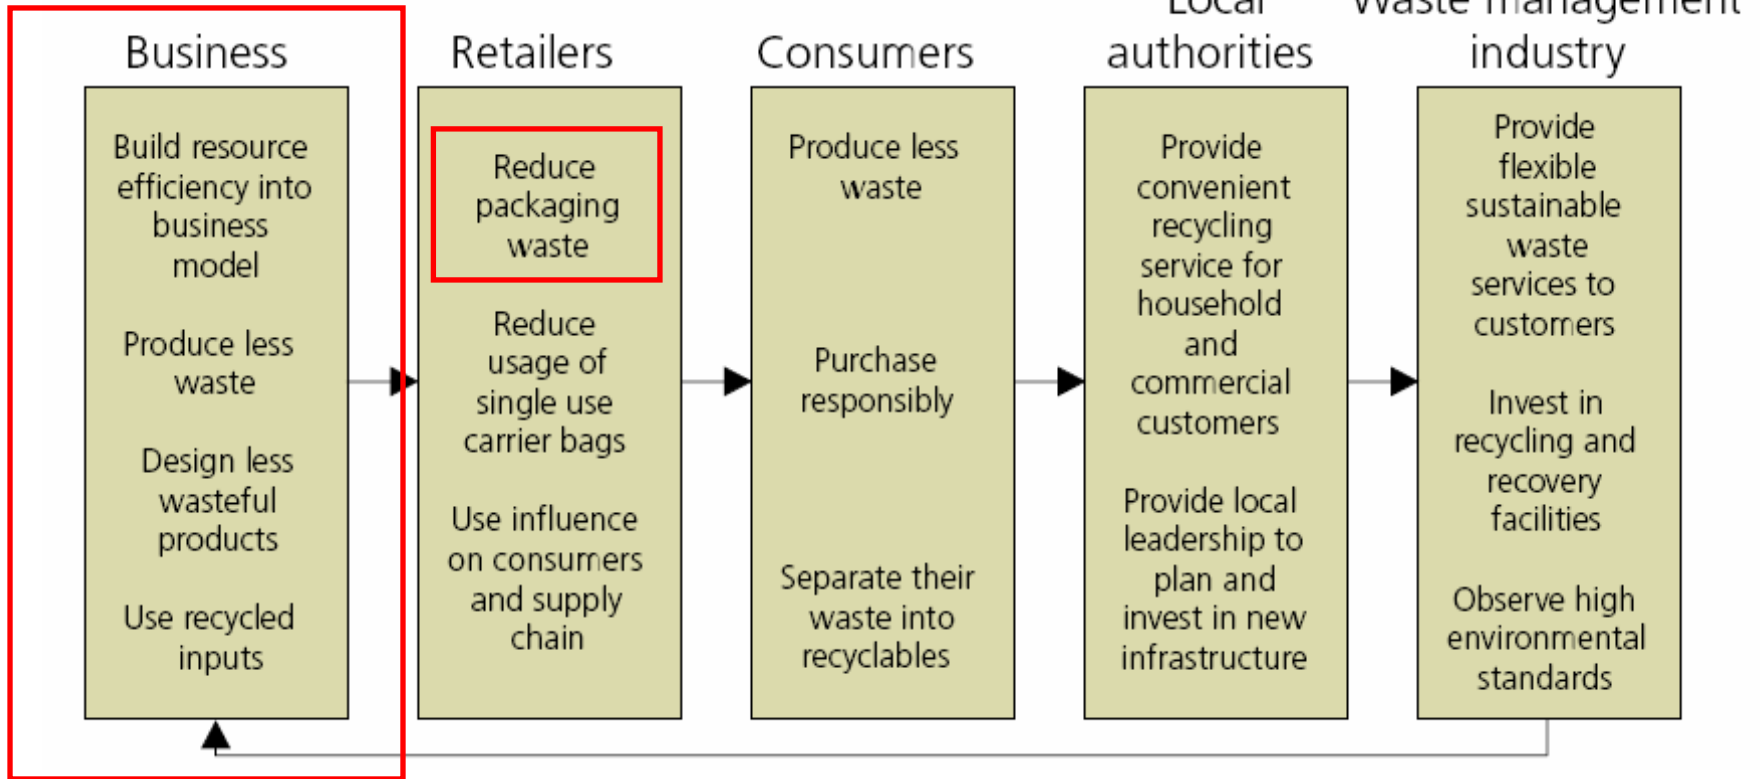 Business
Build resource
efficiency into
business
model
Produce less
waste
Design less
wasteful
products
Use recycled
inputs
Retailers
Reduce
packaging
waste
Reduce
usage of
single use
carrier bags
Use influence
on consumers
and supply
chain
Consumers
Produce less
waste
Purchase
responsibly
Separate their
waste into
recyclables
Local
authorities
Provide
convenient
recycling
service for
household
and
commercial
customers
Provide local
leadership to
plan and
invest in new
infrastructure
Waste management
industry
Provide
flexible
sustainable
waste
services to
customers
Invest in
recycling and
recovery
facilities
Observe high
environmental
standards